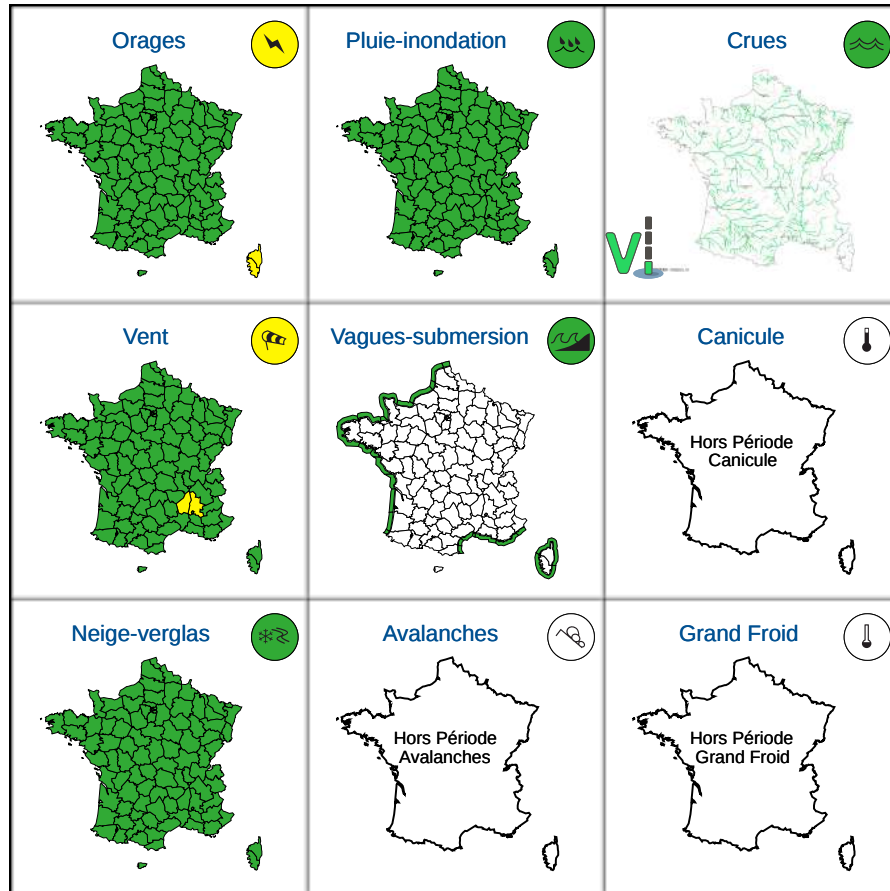 Orages
Pluie-inondation
Crues
Vi
Vent
Vagues-submersion
Canicule
Hors Période
Canicule
Neige-verglas
Avalanches
Hors Période
Avalanches
Grand Froid
Hors Période
Grand Froid